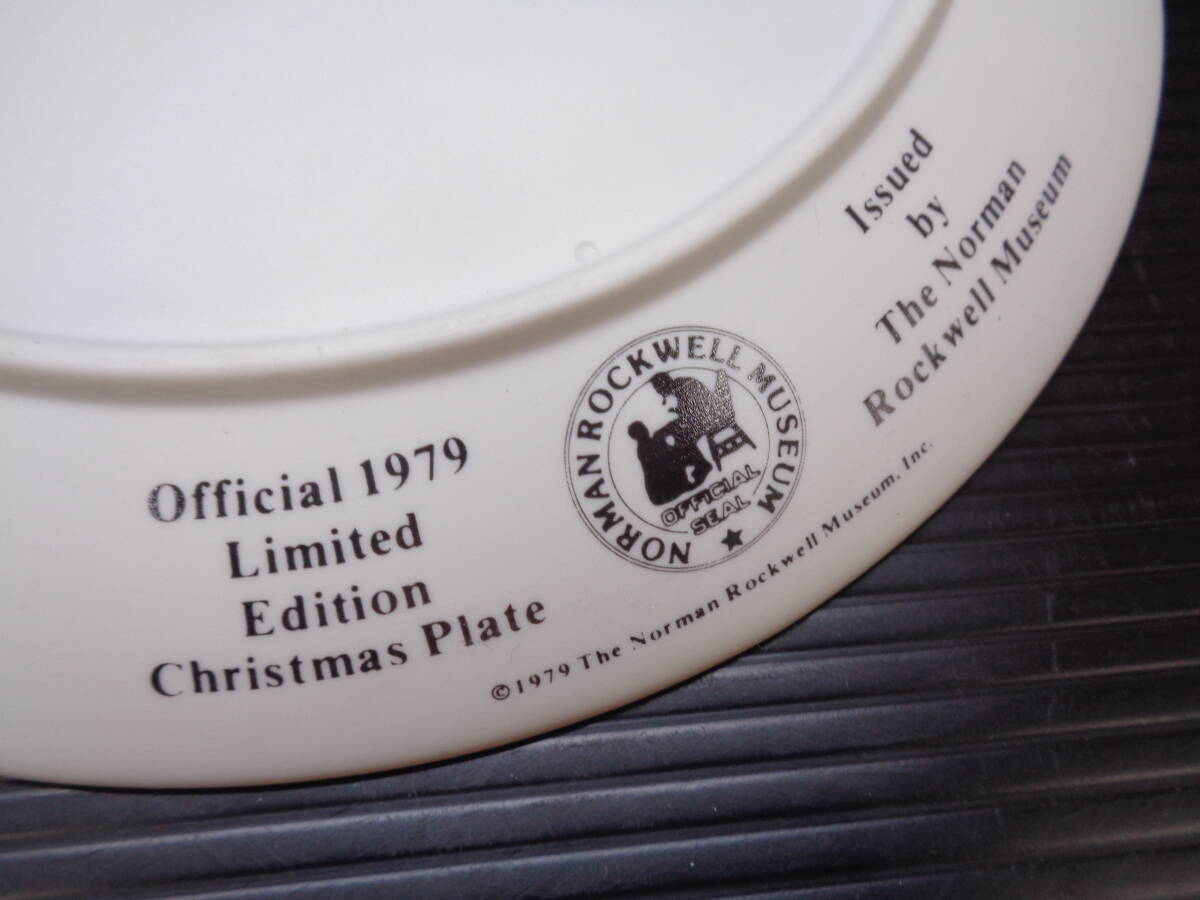 Official 1979
Limited
Edition
Christmas Plate
NORMAN ROCKWELL MUSEUM
OFFICIAL
SEAL
Issued
by
The Norman
Rockwell Museum
©1979 The Norman Rockwell Museum, Inc.